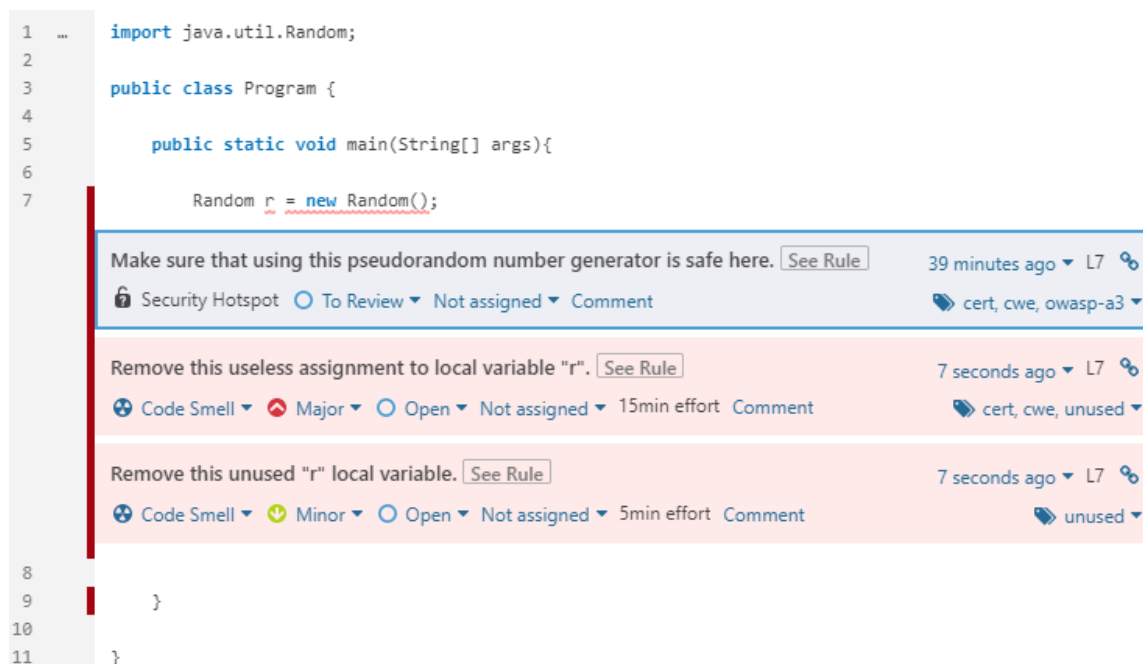 1 ... import java.util.Random;
2
3 public class Program {
4
5 public static void main(String[] args){
6
7 Random r = new Random();
Make sure that using this pseudorandom number generator is safe here. See Rule 39 minutes ago L7
Security Hotspot To Review Not assigned Comment cert, cwe, owasp-a3
Remove this useless assignment to local variable "r". See Rule 7 seconds ago L7
Code Smell Major Open Not assigned 15min effort Comment cert, cwe, unused
Remove this unused "r" local variable. See Rule 7 seconds ago L7
Code Smell Minor Open Not assigned 5min effort Comment unused
8
9 }
10
11 }